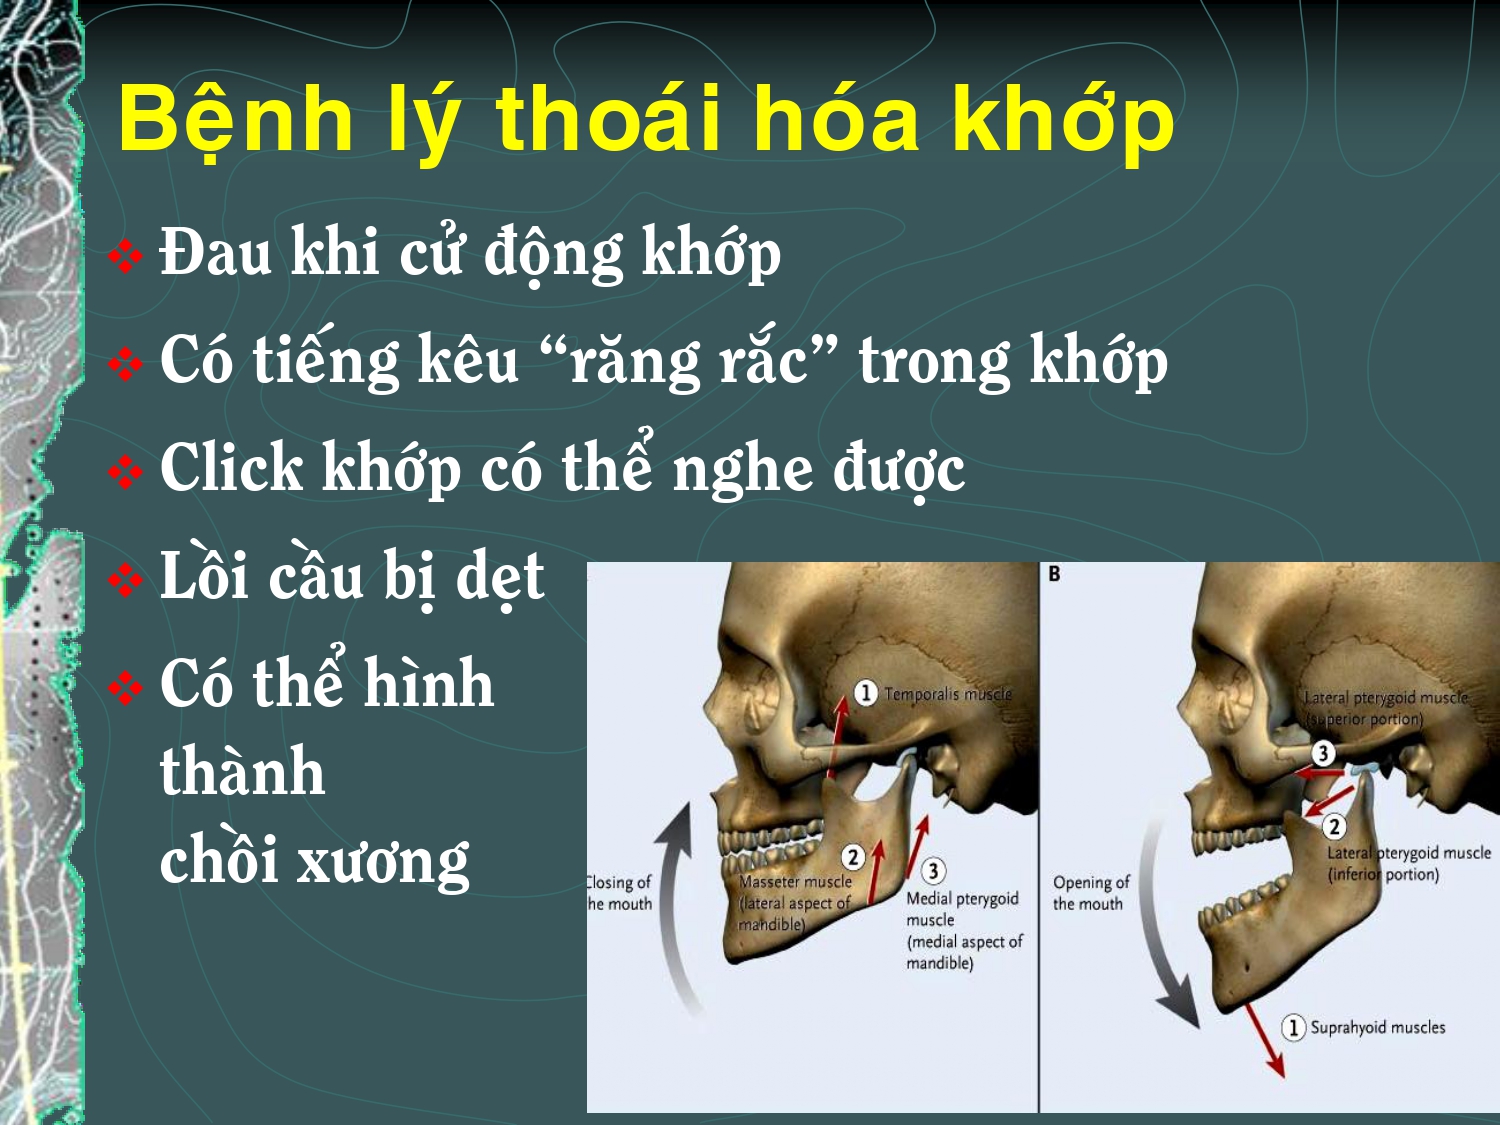 Bệnh lý thoái hóa khớp
Đau khi cử động khớp
Có tiếng kêu “răng rắc” trong khớp
Click khớp có thể nghe được
Lồi cầu bị dẹt
Có thể hình
thành
chồi xương
1 Temporalis muscle
2
Masseter muscle
(lateral aspect of
mandible)
3
Medial pterygoid
muscle
(medial aspect of
mandible)
Closing of
he mouth
B
Lateral pterygoid muscle
(superior portion)
3
2
Lateral pterygoid muscle
(inferior portion)
Opening of
the mouth
1 Suprahyoid muscles